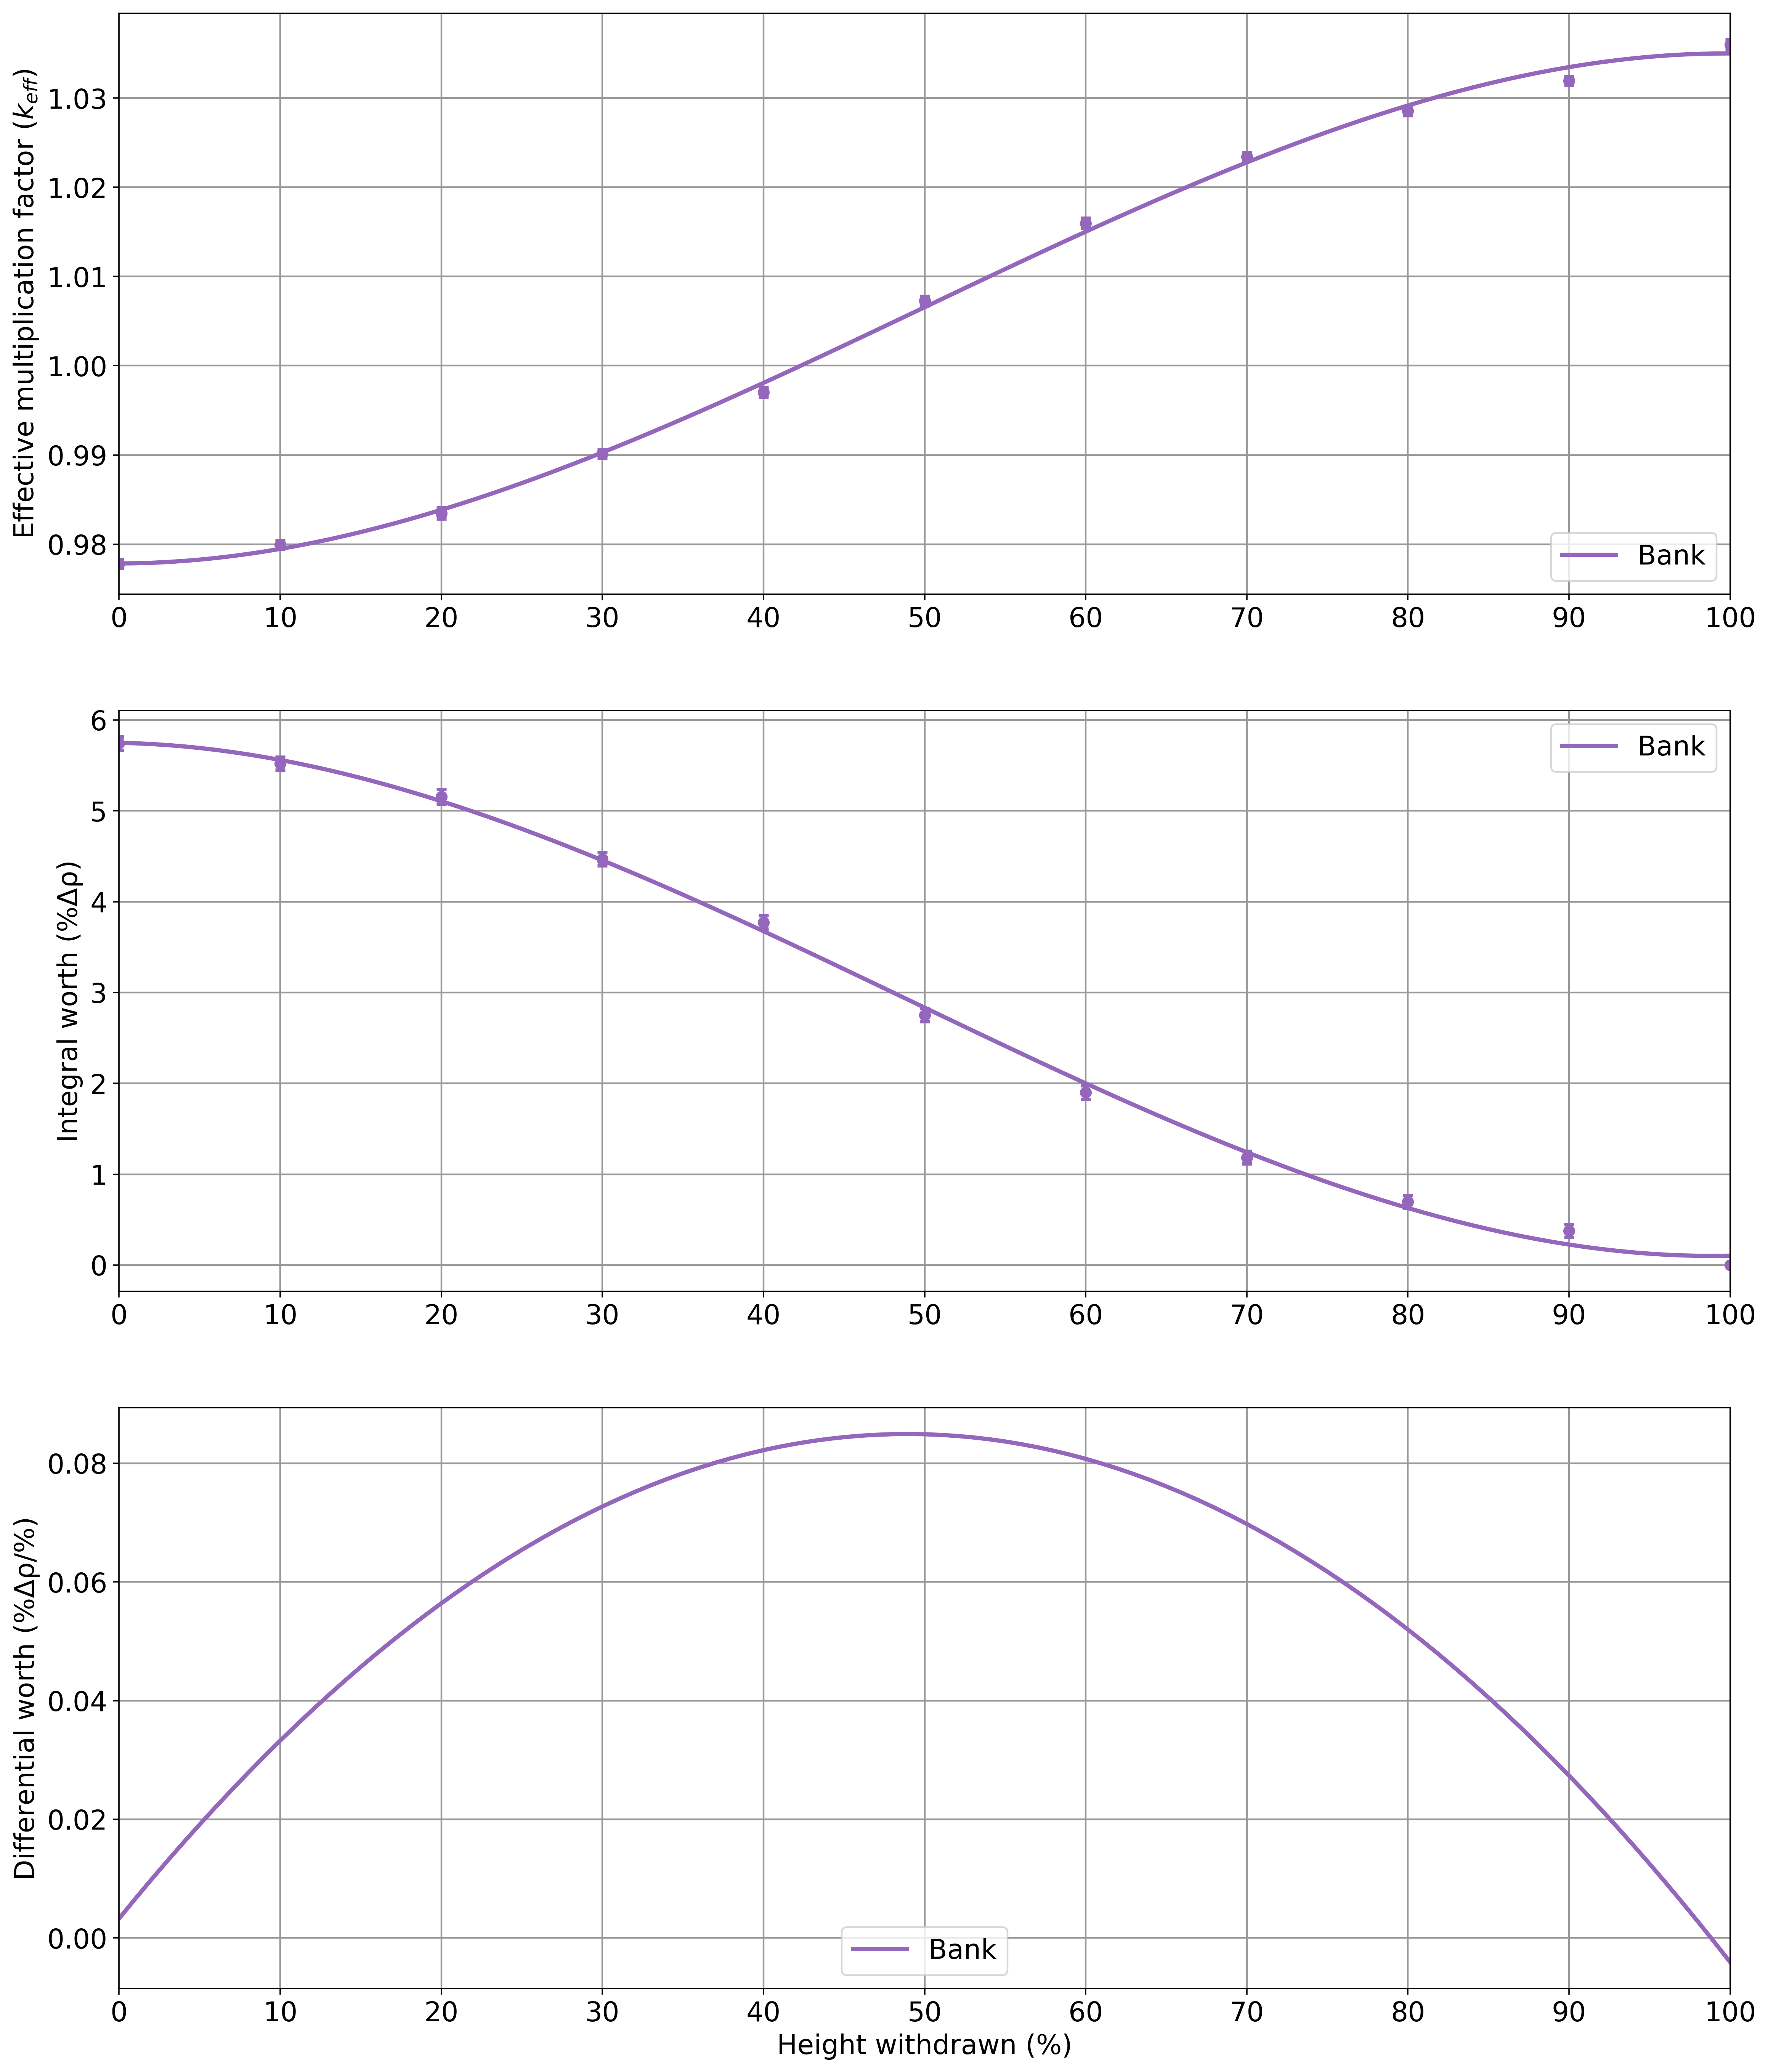 Effective multiplication factor (k_eff)
1.03
1.02
1.01
1.00
0.99
0.98
Bank
0 10 20 30 40 50 60 70 80 90 100
Integral worth (%Δρ)
6
5
4
3
2
1
0
Bank
0 10 20 30 40 50 60 70 80 90 100
Differential worth (%Δρ/%)
0.08
0.06
0.04
0.02
0.00
Bank
0 10 20 30 40 50 60 70 80 90 100
Height withdrawn (%)